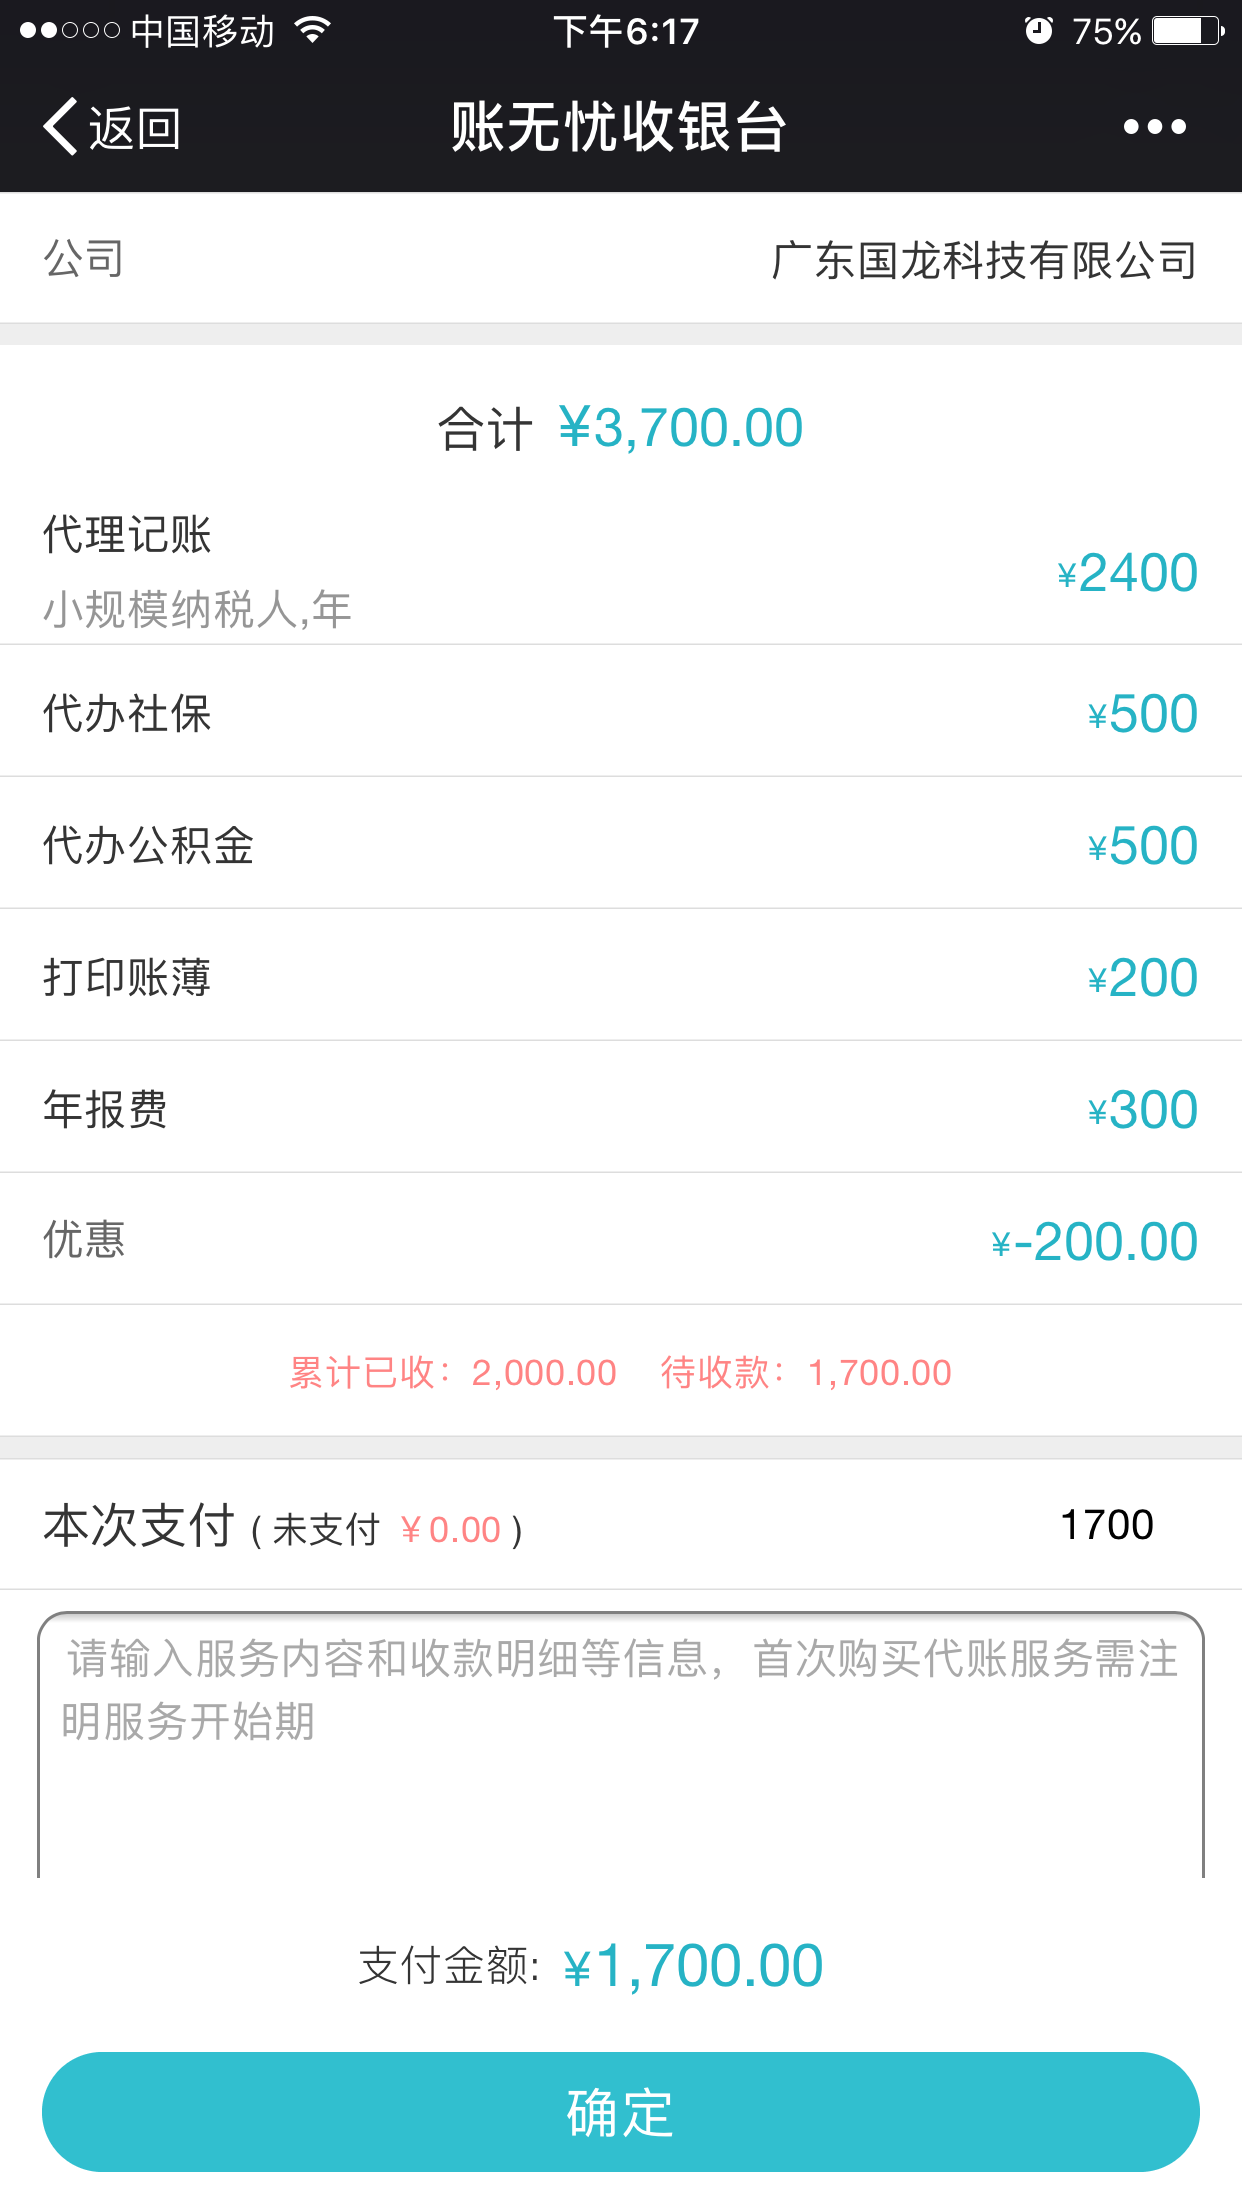 中国移动 下午6:17 75%
返回 账无忧收银台
公司 广东国龙科技有限公司
合计 ¥3,700.00
代理记账
¥2400
小规模纳税人,年
代办社保 ¥500
代办公积金 ¥500
打印账薄 ¥200
年报费 ¥300
优惠 ¥-200.00
累计已收：2,000.00 待收款：1,700.00
本次支付 ( 未支付 ¥0.00 ) 1700
请输入服务内容和收款明细等信息，首次购买代账服务需注
明服务开始期
支付金额: ¥1,700.00
确定